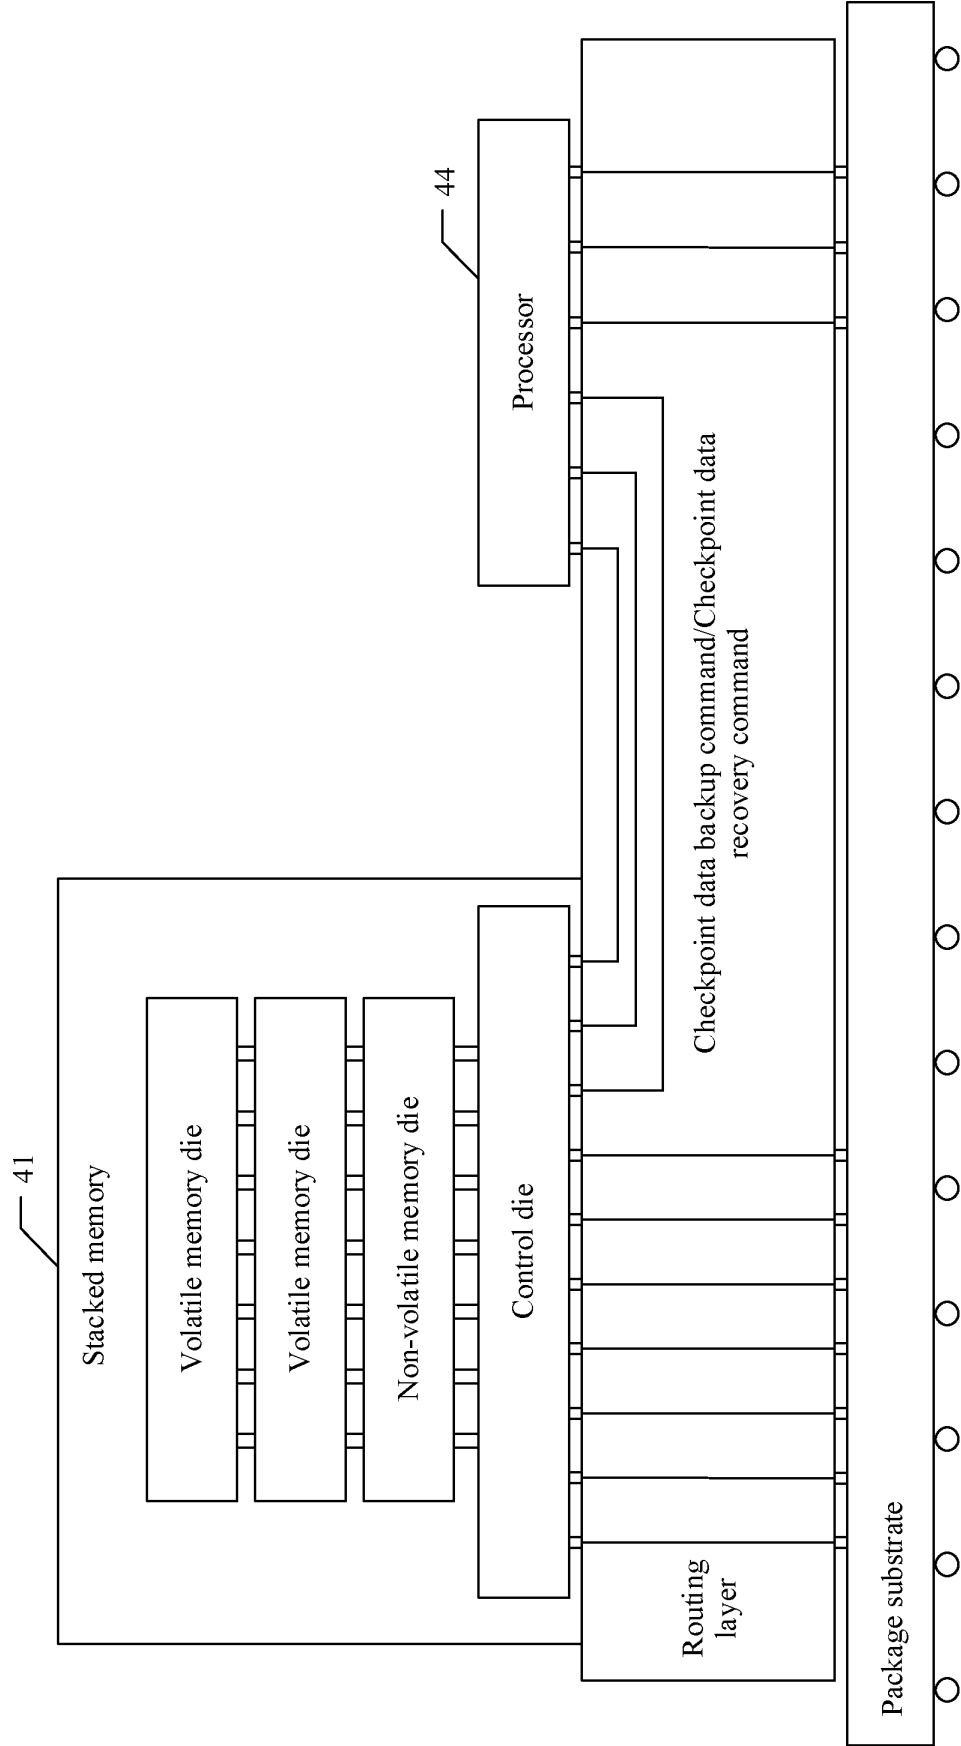 41
Stacked memory
Volatile memory die
Volatile memory die
Non-volatile memory die
Control die
44
Processor
Checkpoint data backup command/Checkpoint data
recovery command
Routing
layer
Package substrate